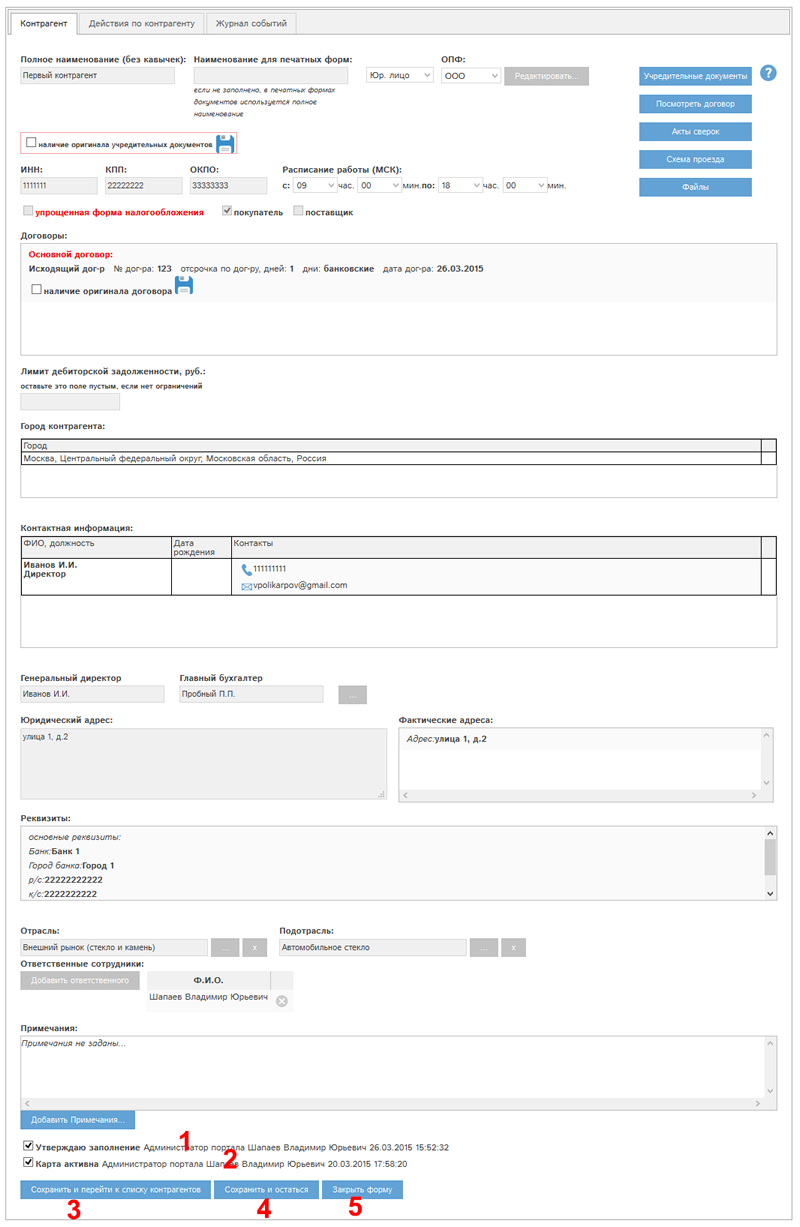 Контрагент Действия по контрагенту Журнал событий
Полное наименование (без кавычек): Наименование для печатных форм: ОПФ:
Первый контрагент Юр. лицо ООО Редактировать... Учредительные документы ?
если не заполнено, в печатных формах
документов используется полное
наименование
Посмотреть договор
Акты сверок
наличие оригинала учредительных документов
Схема проезда
ИНН: КПП: ОКПО: Расписание работы (МСК):
1111111 22222222 33333333 с: 09 час. 00 мин.по: 18 час. 00 мин.
Файлы
упрощенная форма налогообложения покупатель поставщик
Договоры:
Основной договор:
Исходящий дог-р № дог-ра: 123 отсрочка по дог-ру, дней: 1 дни: банковские дата дог-ра: 26.03.2015
наличие оригинала договора
Лимит дебиторской задолженности, руб.:
оставьте это поле пустым, если нет ограничений
Город контрагента:
Город
Москва, Центральный федеральный округ, Московская область, Россия
Контактная информация:
ФИО, должность Дата рождения Контакты
Иванов И.И. 111111111
Директор
vpolikarpov@gmail.com
Генеральный директор Главный бухгалтер
Иванов И.И. Пробный П.П. ...
Юридический адрес: Фактические адреса:
улица 1, д.2 Адрес:улица 1, д.2
Реквизиты:
основные реквизиты:
Банк:Банк 1
Город банка:Город 1
р/с:22222222222
к/с:2222222222
Отрасль: Подотрасль:
Внешний рынок (стекло и камень) ... x Автомобильное стекло ... x
Ответственные сотрудники:
Добавить ответственного Ф.И.О.
Шапаев Владимир Юрьевич
Примечания:
Примечания не заданы...
Добавить Примечания...
1
Утверждаю заполнение Администратор портала Шапаев Владимир Юрьевич 26.03.2015 15:52:32
2
Карта активна Администратор портала Шапаев Владимир Юрьевич 20.03.2015 17:58:20
Сохранить и перейти к списку контрагентов Сохранить и остаться Закрыть форму
3 4 5